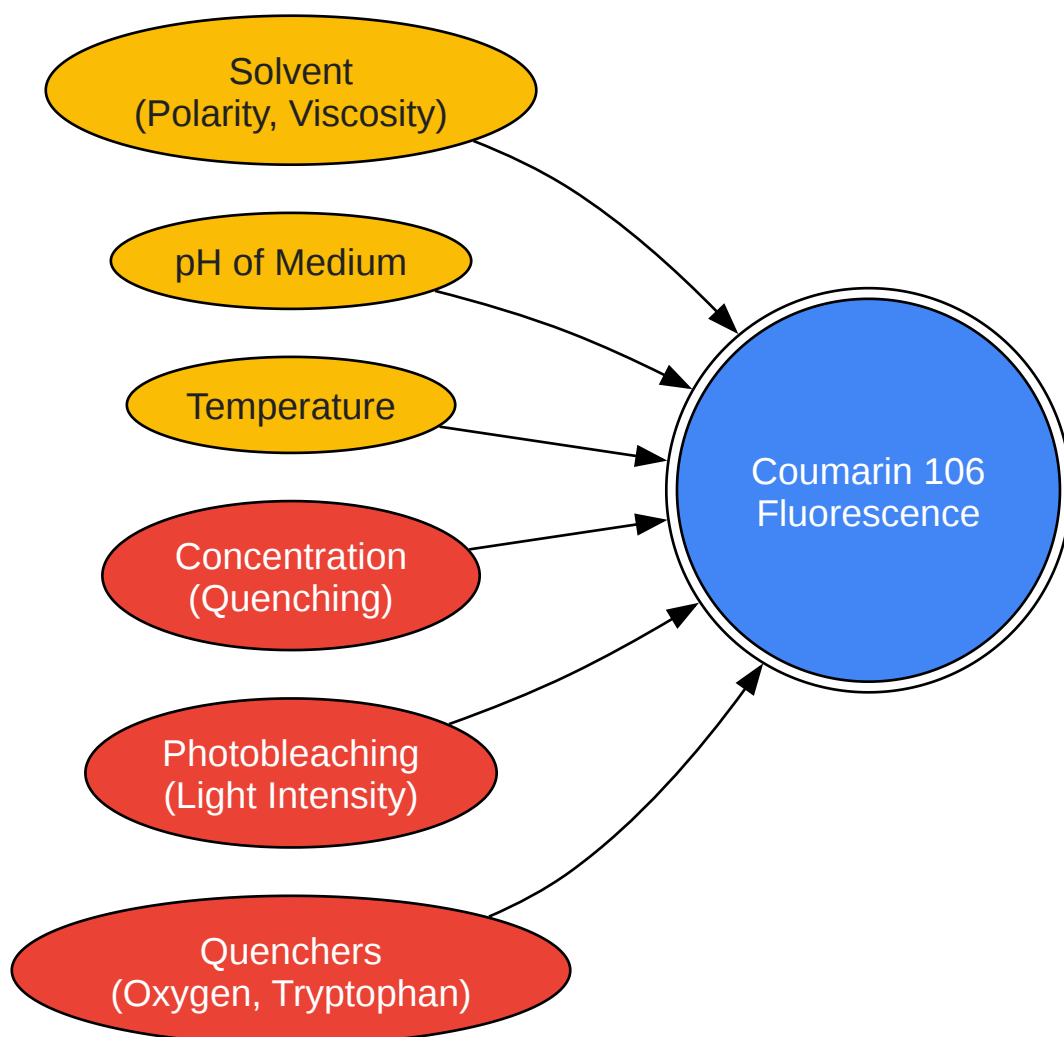 Solvent
(Polarity, Viscosity)
pH of Medium
Temperature
Concentration
(Quenching)
Photobleaching
(Light Intensity)
Quenchers
(Oxygen, Tryptophan)
Coumarin 106
Fluorescence